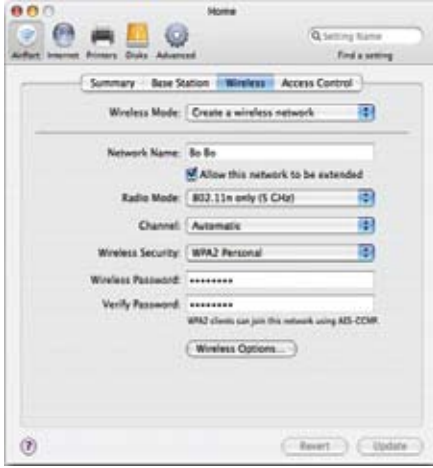 Home
Setting Name
AirPort Internet Printers Disks Advanced Find a setting
Summary Base Station Wireless Access Control
Wireless Mode: Create a wireless network
Network Name: Bo Bo
Allow this network to be extended
Radio Mode: 802.11n only (5 GHz)
Channel: Automatic
Wireless Security: WPA2 Personal
Wireless Password: ••••••••
Verify Password: ••••••••
WPA2 clients can join this network using AES-CCMP.
Wireless Options...
? Revert Update